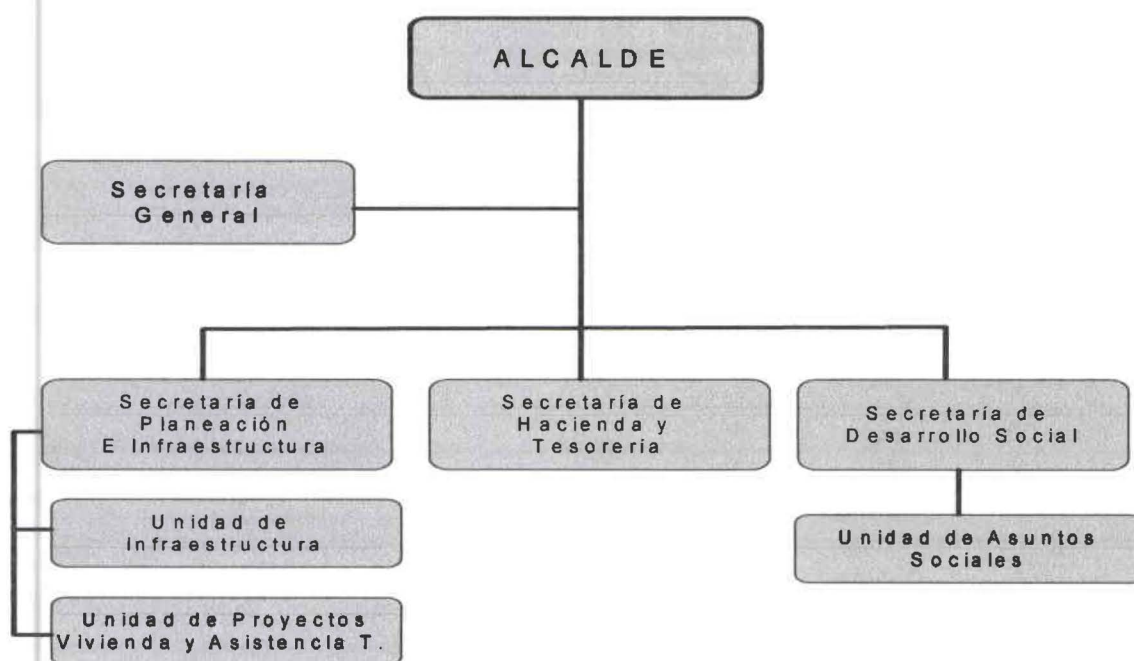 ALCALDE
Secretaría
General
Secretaría de
Planeación
E Infraestructura
Secretaría de
Hacienda y
Tesorería
Secretaría de
Desarrollo Social
Unidad de
Infraestructura
Unidad de Asuntos
Sociales
Unidad de Proyectos
Vivienda y Asistencia T.